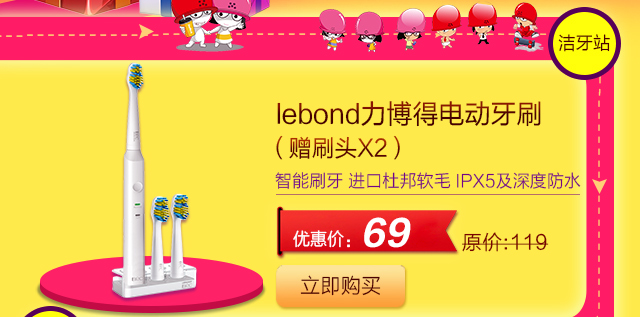 洁牙站
lebond力博得电动牙刷
（赠刷头X2）
智能刷牙 进口杜邦软毛 IPX5及深度防水
优惠价：69
原价:119
立即购买